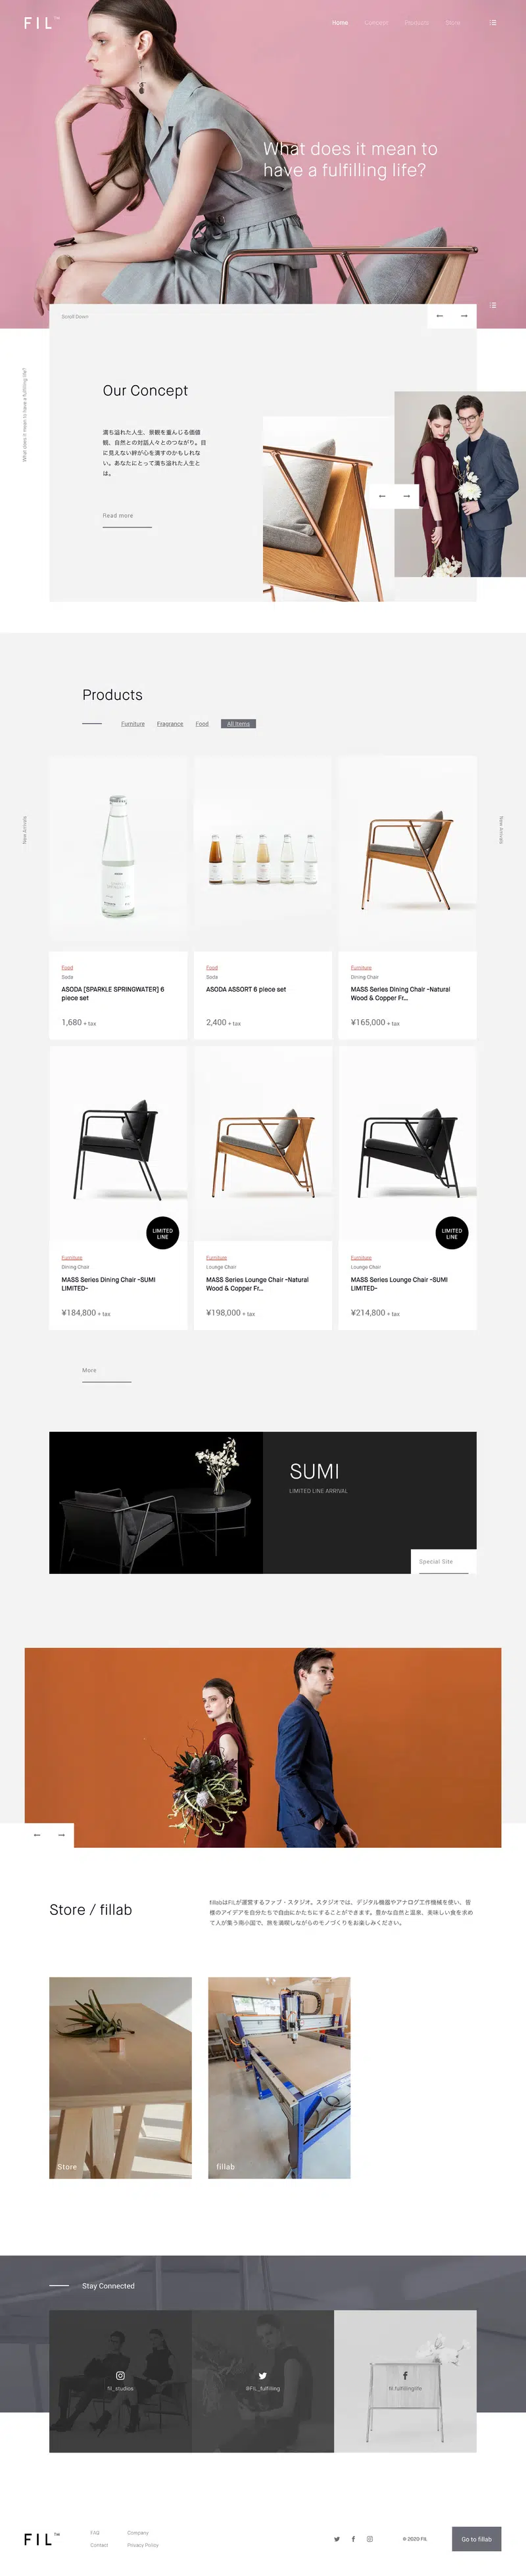 FIL™
Home Concept Products Store
What does it mean to
have a fulfilling life?
Scroll Down
← →
What does it mean to have a fulfilling life?
Our Concept
満ち溢れた人生。景観を重んじる価値
観、自然との対話人々とのつながり。目
に見えない絆が心を満すのかもしれな
い。あなたにとって満ち溢れた人生と
は。
Read more
← →
Products
Furniture Fragrance Food All Items
New Arrivals
New Arrivals
Food
Soda
ASODA [SPARKLE SPRINGWATER] 6
piece set
1,680 + tax
Food
Soda
ASODA ASSORT 6 piece set
2,400 + tax
Furniture
Dining Chair
MASS Series Dining Chair -Natural
Wood & Copper Fr...
¥165,000 + tax
LIMITED
LINE
Furniture
Dining Chair
MASS Series Dining Chair -SUMI
LIMITED-
¥184,800 + tax
Furniture
Lounge Chair
MASS Series Lounge Chair -Natural
Wood & Copper Fr...
¥198,000 + tax
LIMITED
LINE
Furniture
Lounge Chair
MASS Series Lounge Chair -SUMI
LIMITED-
¥214,800 + tax
More
SUMI
LIMITED LINE ARRIVAL
Special Site
← →
Store / fillab
fillabはFILが運営するファブ・スタジオ。スタジオでは、デジタル機器やアナログ工作機械を使い、皆
様のアイデアを自分たちで自由にかたちにすることができます。豊かな自然と温泉、美味しい食を求め
て人が集う南小国で、旅を満喫しながらのモノづくりをお楽しみください。
Store
fillab
Stay Connected
fil_studios
@FIL_fulfilling
fil.fulfillinglife
FIL™
FAQ
Contact
Company
Privacy Policy
© 2020 FIL
Go to fillab